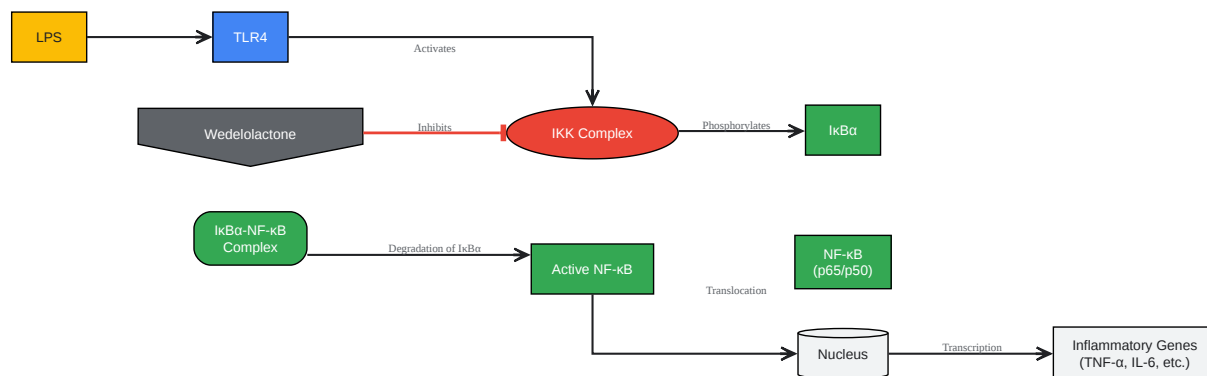 LPS
TLR4
Activates
Wedelolactone
Inhibits
IKK Complex
Phosphorylates
IκBα
IκBα-NF-κB
Complex
Degradation of IκBα
Active NF-κB
NF-κB
(p65/p50)
Translocation
Nucleus
Transcription
Inflammatory Genes
(TNF-α, IL-6, etc.)